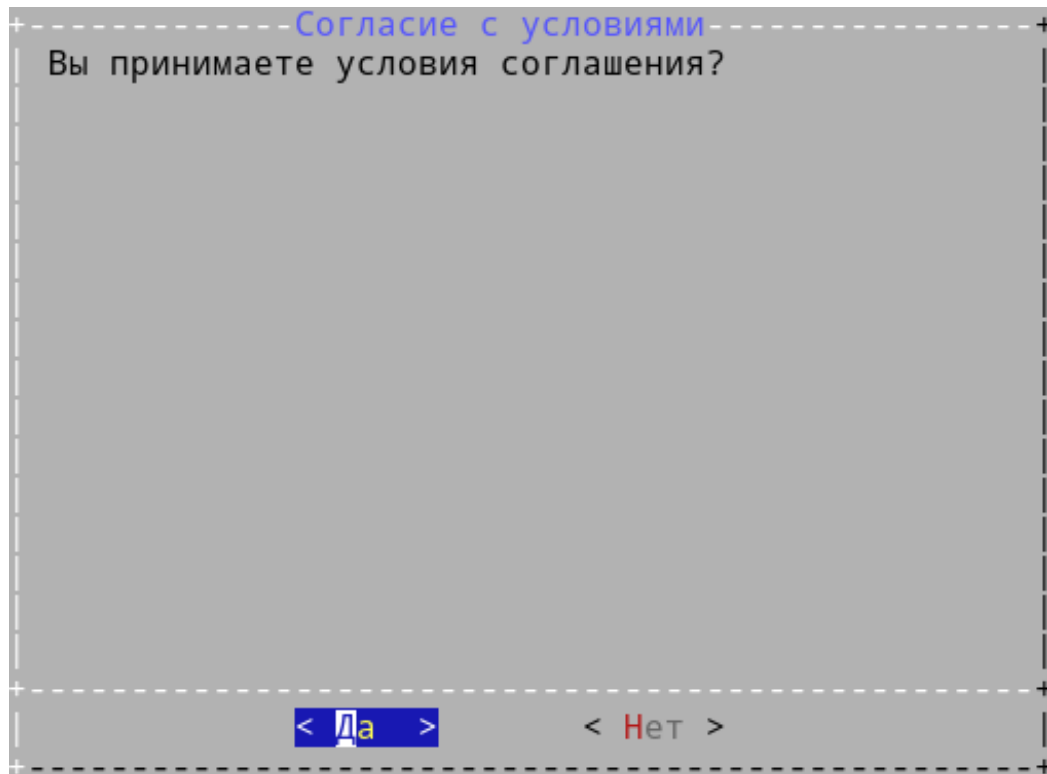 Согласие с условиями
Вы принимаете условия соглашения?
< Да > < Нет >